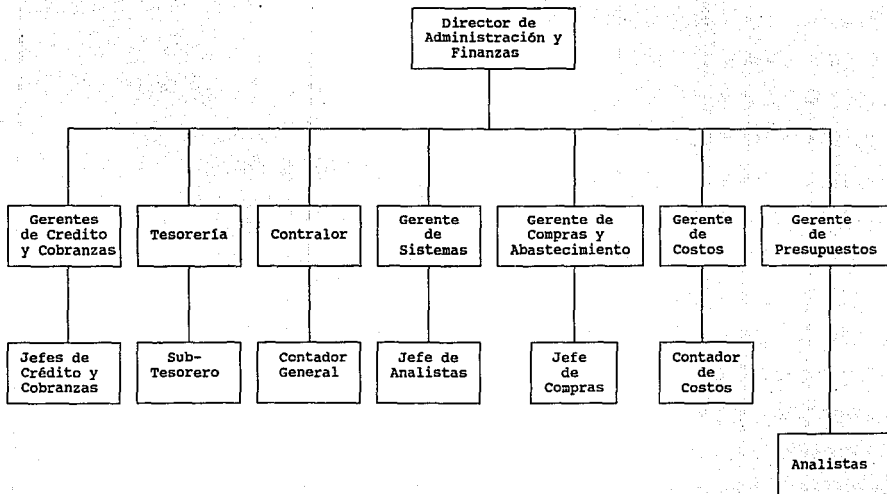 Director de
Administración y
Finanzas
Gerentes
de Crédito
y Cobranzas
Tesorería
Contralor
Gerente
de
Sistemas
Gerente de
Compras y
Abastecimiento
Gerente
de
Costos
Gerente
de
Presupuestos
Jefes de
Crédito y
Cobranzas
Sub-
Tesorero
Contador
General
Jefe de
Analistas
Jefe
de
Compras
Contador
de
Costos
Analistas